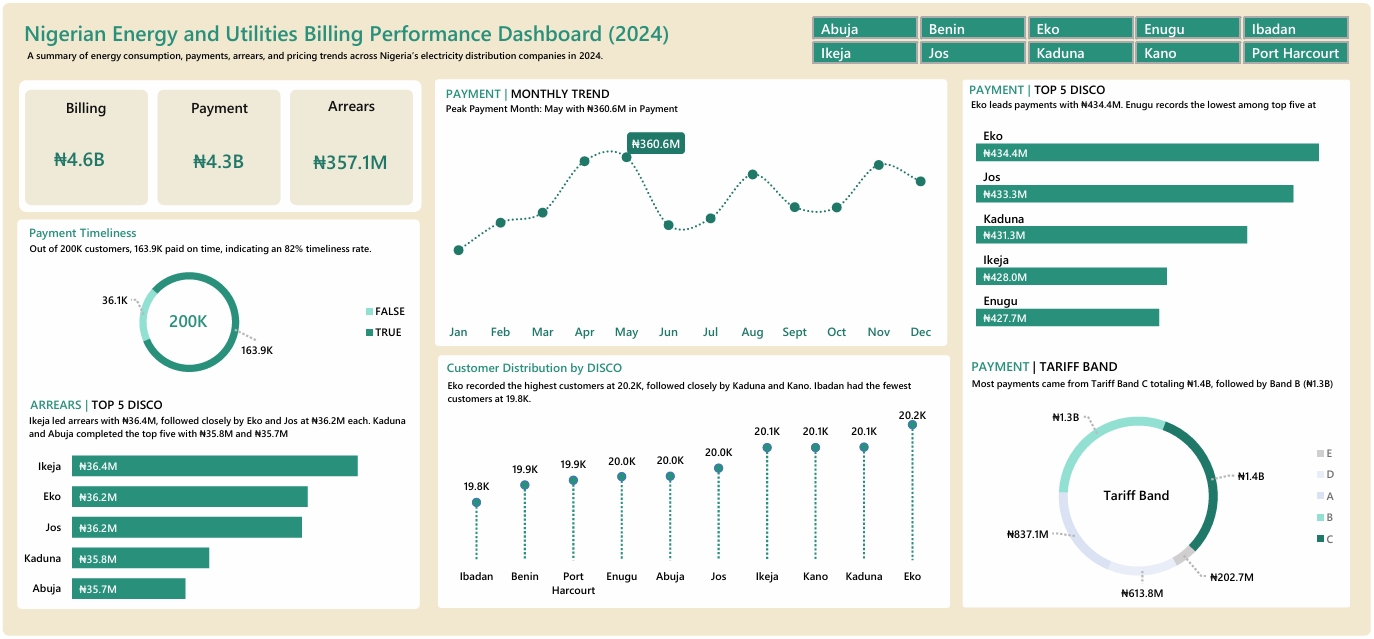 Nigerian Energy and Utilities Billing Performance Dashboard (2024)
A summary of energy consumption, payments, arrears, and pricing trends across Nigeria's electricity distribution companies in 2024.
Abuja
Benin
Eko
Enugu
Ibadan
Ikeja
Jos
Kaduna
Kano
Port Harcourt
Billing
₦4.6B
Payment
₦4.3B
Arrears
₦357.1M
Payment Timeliness
Out of 200K customers, 163.9K paid on time, indicating an 82% timeliness rate.
36.1K
200K
163.9K
FALSE
TRUE
ARREARS | TOP 5 DISCO
Ikeja led arrears with ₦36.4M, followed closely by Eko and Jos at ₦36.2M each. Kaduna
and Abuja completed the top five with ₦35.8M and ₦35.7M
Ikeja
₦36.4M
Eko
₦36.2M
Jos
₦36.2M
Kaduna
₦35.8M
Abuja
₦35.7M
PAYMENT | MONTHLY TREND
Peak Payment Month: May with ₦360.6M in Payment
₦360.6M
Jan
Feb
Mar
Apr
May
Jun
Jul
Aug
Sept
Oct
Nov
Dec
Customer Distribution by DISCO
Eko recorded the highest customers at 20.2K, followed closely by Kaduna and Kano. Ibadan had the fewest
customers at 19.8K.
19.8K
19.9K
19.9K
20.0K
20.0K
20.0K
20.1K
20.1K
20.1K
20.2K
Ibadan
Benin
Port
Harcourt
Enugu
Abuja
Jos
Ikeja
Kano
Kaduna
Eko
PAYMENT | TOP 5 DISCO
Eko leads payments with ₦434.4M. Enugu records the lowest among top five at
Eko
₦434.4M
Jos
₦433.3M
Kaduna
₦431.3M
Ikeja
₦428.0M
Enugu
₦427.7M
PAYMENT | TARIFF BAND
Most payments came from Tariff Band C totaling ₦1.4B, followed by Band B (₦1.3B)
₦1.3B
₦1.4B
Tariff Band
₦837.1M
₦202.7M
₦613.8M
E
D
A
B
C